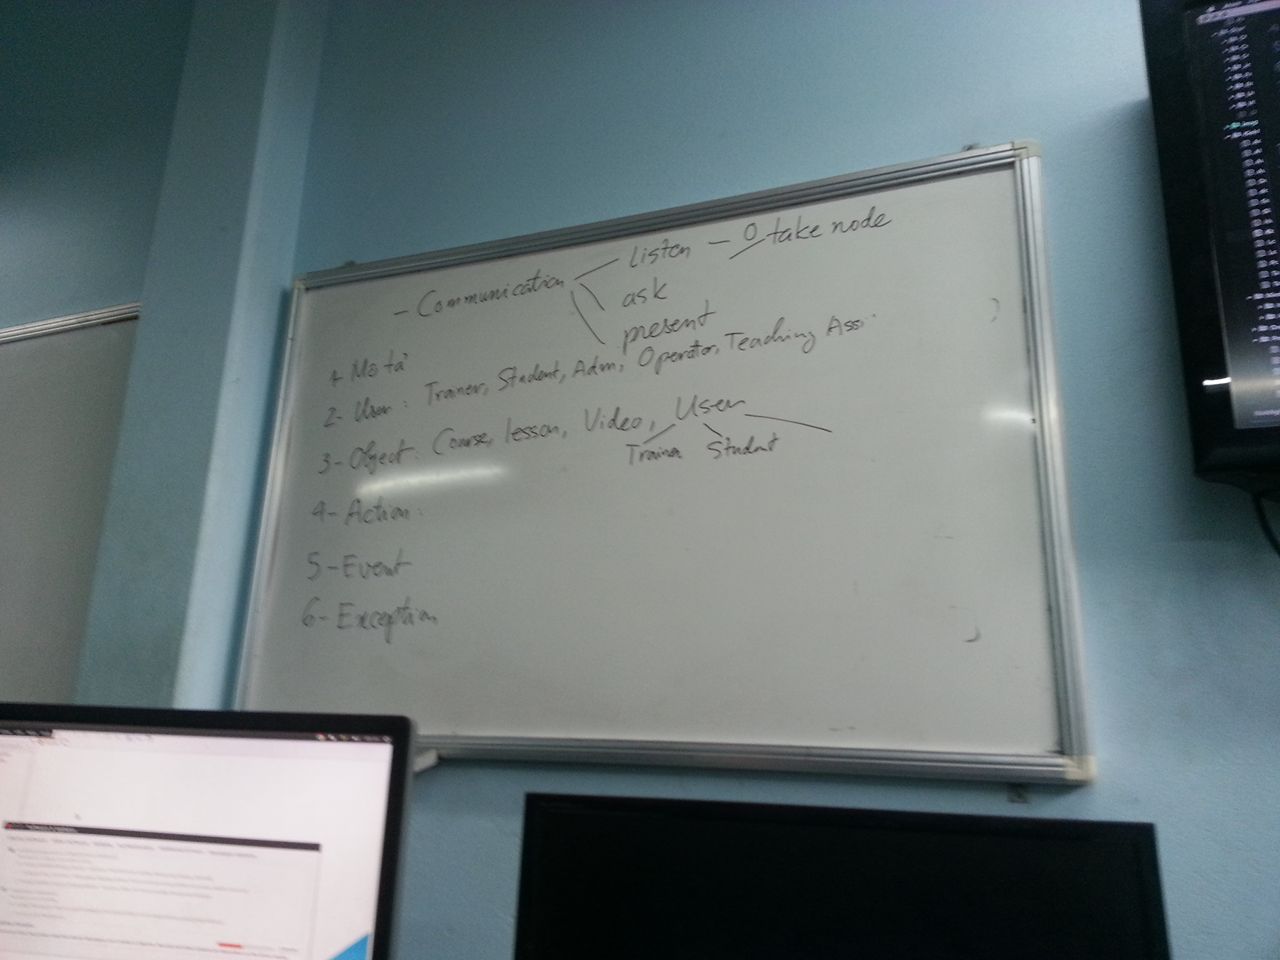 - Communication
Listen - 0 take node
ask
present
1 Mô tả
2- User: Trainer, Student, Adm, Operator, Teaching Assi
3- Object: Course, lesson, Video, User
Trainer Student
4- Action:
5- Event
6- Exception